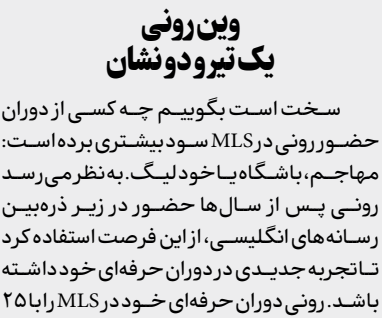 وین رونی
یک تیر و دو نشان
سخت است بگوییم چه کسی از دوران
حضور رونی در MLS سود بیشتری برده است:
مهاجم، باشگاه یا خود لیگ. به نظر می‌رسد
رونی پس از سال‌ها حضور در زیر ذره‌بین
رسانه‌های انگلیسی، از این فرصت استفاده کرد
تا تجربه جدیدی در دوران حرفه‌ای خود داشته
باشد. رونی دوران حرفه‌ای خود در MLS را با ۲۵